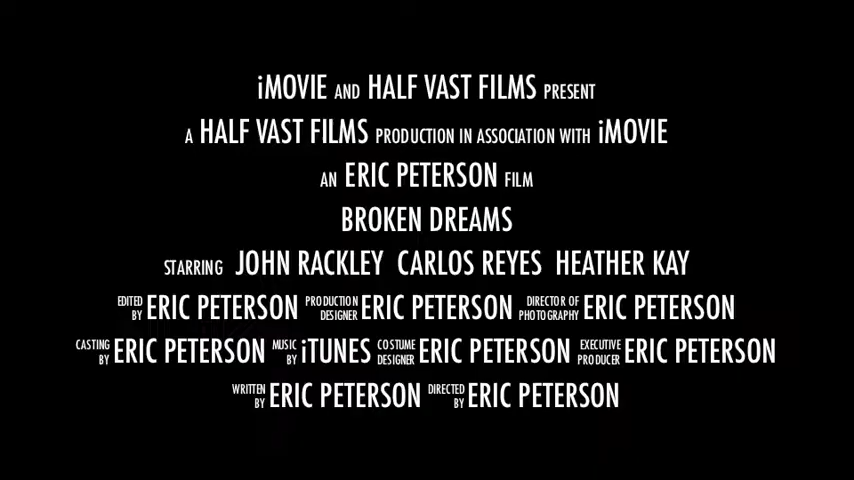 iMOVIE AND HALF VAST FILMS PRESENT
A HALF VAST FILMS PRODUCTION IN ASSOCIATION WITH iMOVIE
AN ERIC PETERSON FILM
BROKEN DREAMS
STARRING JOHN RACKLEY CARLOS REYES HEATHER KAY
EDITED BY ERIC PETERSON PRODUCTION DESIGNER ERIC PETERSON DIRECTOR OF PHOTOGRAPHY ERIC PETERSON
CASTING BY ERIC PETERSON MUSIC BY iTUNES COSTUME DESIGNER ERIC PETERSON EXECUTIVE PRODUCER ERIC PETERSON
WRITTEN BY ERIC PETERSON DIRECTED BY ERIC PETERSON